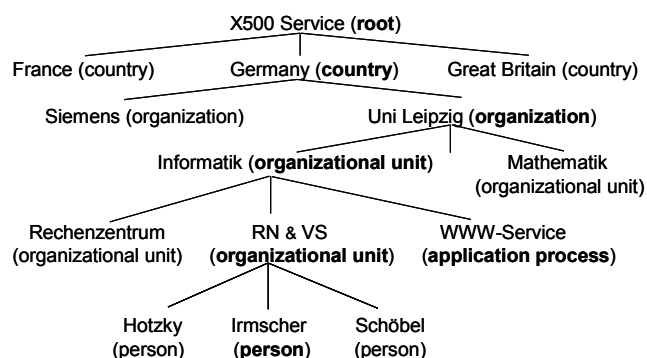 X500 Service (root)
France (country) Germany (country) Great Britain (country)
Siemens (organization) Uni Leipzig (organization)
Informatik (organizational unit) Mathematik
(organizational unit)
Rechenzentrum RN & VS WWW-Service
(organizational unit) (organizational unit) (application process)
Hotzky Irmscher Schöbel
(person) (person) (person)